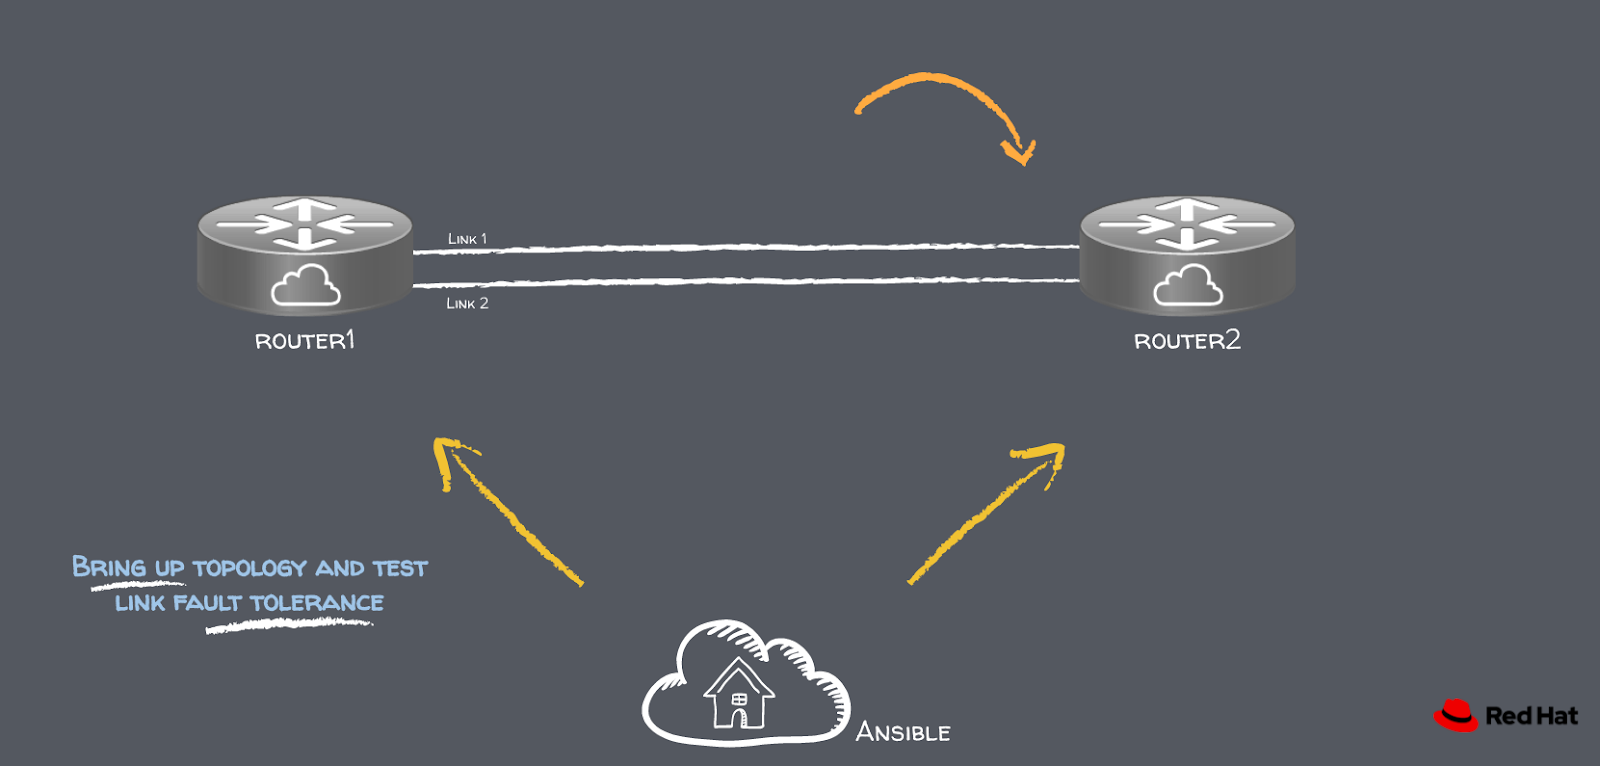 Link 1
Link 2
ROUTER1
ROUTER2
Bring up topology and test
link fault tolerance
Ansible
Red Hat